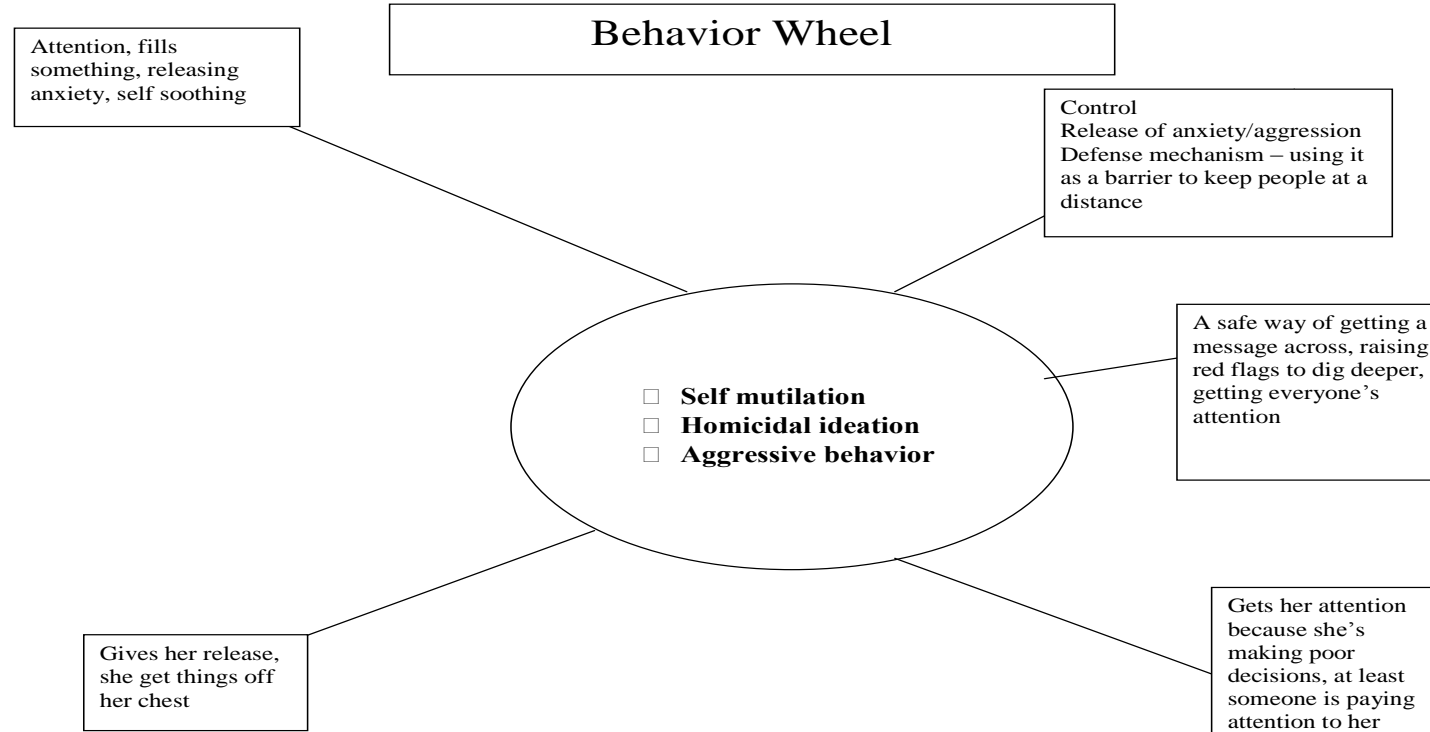 Behavior Wheel
Attention, fills
something, releasing
anxiety, self soothing
Control
Release of anxiety/aggression
Defense mechanism – using it
as a barrier to keep people at a
distance
A safe way of getting a
message across, raising
red flags to dig deeper,
getting everyone’s
attention
□ Self mutilation
□ Homicidal ideation
□ Aggressive behavior
Gives her release,
she get things off
her chest
Gets her attention
because she’s
making poor
decisions, at least
someone is paying
attention to her